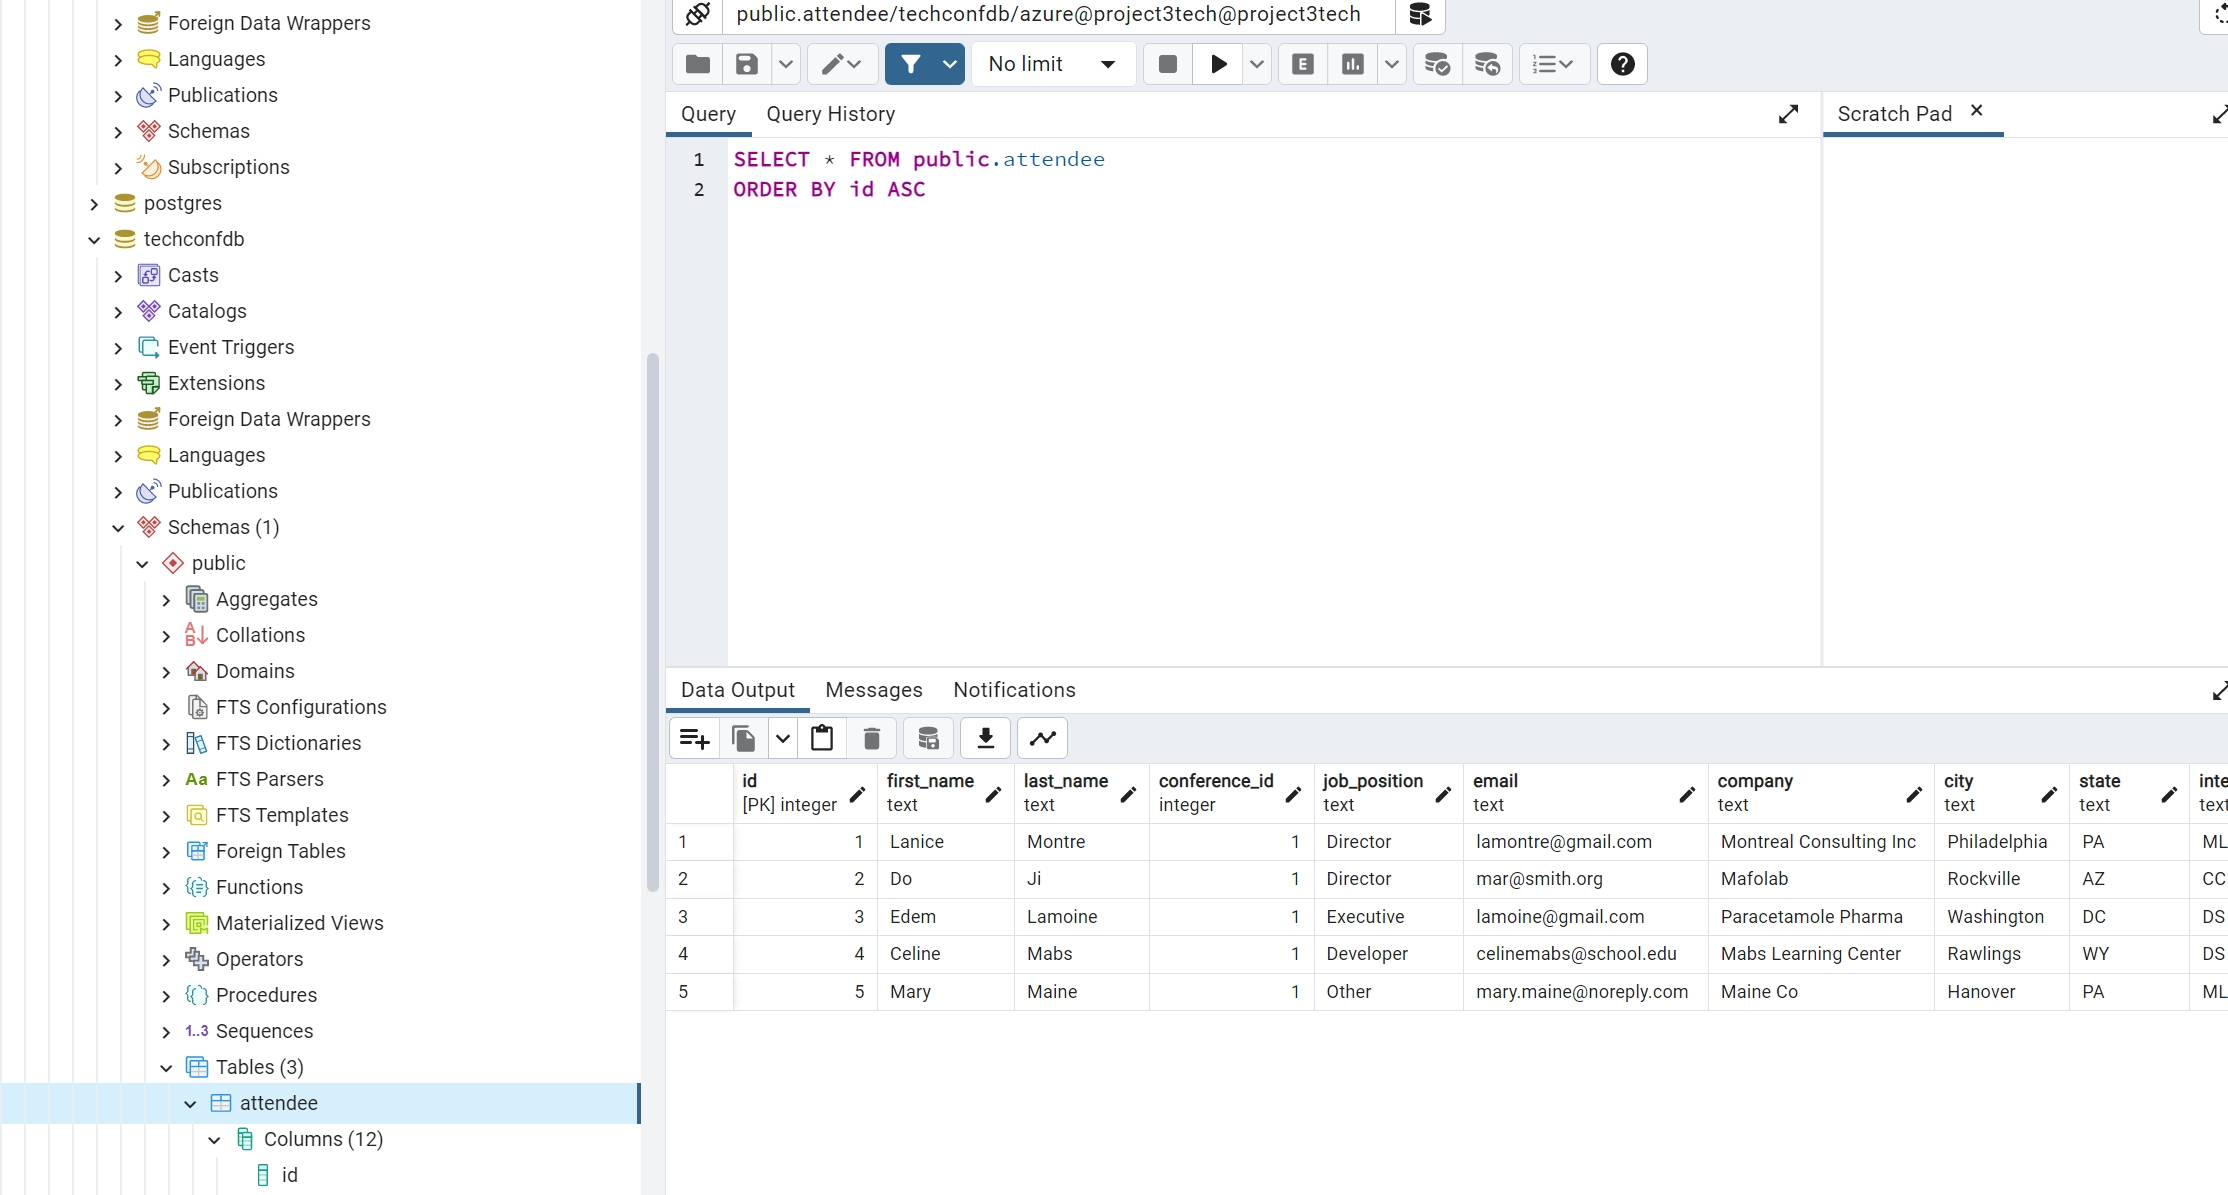 Foreign Data Wrappers
Languages
Publications
Schemas
Subscriptions
postgres
techconfdb
Casts
Catalogs
Event Triggers
Extensions
Foreign Data Wrappers
Languages
Publications
Schemas (1)
public
Aggregates
Collations
Domains
FTS Configurations
FTS Dictionaries
Aa FTS Parsers
FTS Templates
Foreign Tables
Functions
Materialized Views
Operators
Procedures
1..3 Sequences
Tables (3)
attendee
Columns (12)
id
public.attendee/techconfdb/azure@project3tech@project3tech
No limit
E
Query Query History
Scratch Pad
1 SELECT * FROM public.attendee
2 ORDER BY id ASC
Data Output Messages Notifications
id first_name last_name conference_id job_position email company city state inte
[PK] integer text text integer text text text text text text
1 1 Lanice Montre 1 Director lamontre@gmail.com Montreal Consulting Inc Philadelphia PA ML
2 2 Do Ji 1 Director mar@smith.org Mafolab Rockville AZ CC
3 3 Edem Lamoine 1 Executive lamoine@gmail.com Paracetamole Pharma Washington DC DS
4 4 Celine Mabs 1 Developer celinemabs@school.edu Mabs Learning Center Rawlings WY DS
5 5 Mary Maine 1 Other mary.maine@noreply.com Maine Co Hanover PA ML